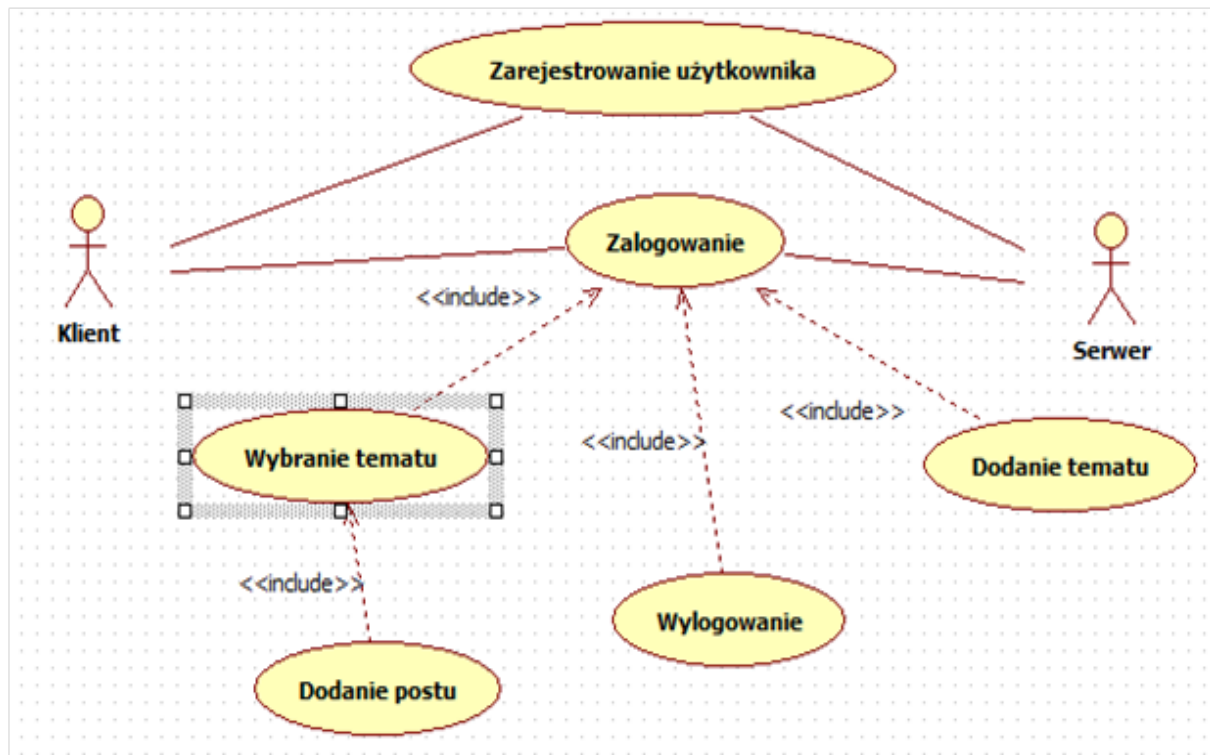 Zarejestrowanie użytkownika
Zalogowanie
<<include>>
Klient
Serwer
<<include>>
<<include>>
Wybranie tematu
Dodanie tematu
<<include>>
Wylogowanie
Dodanie postu